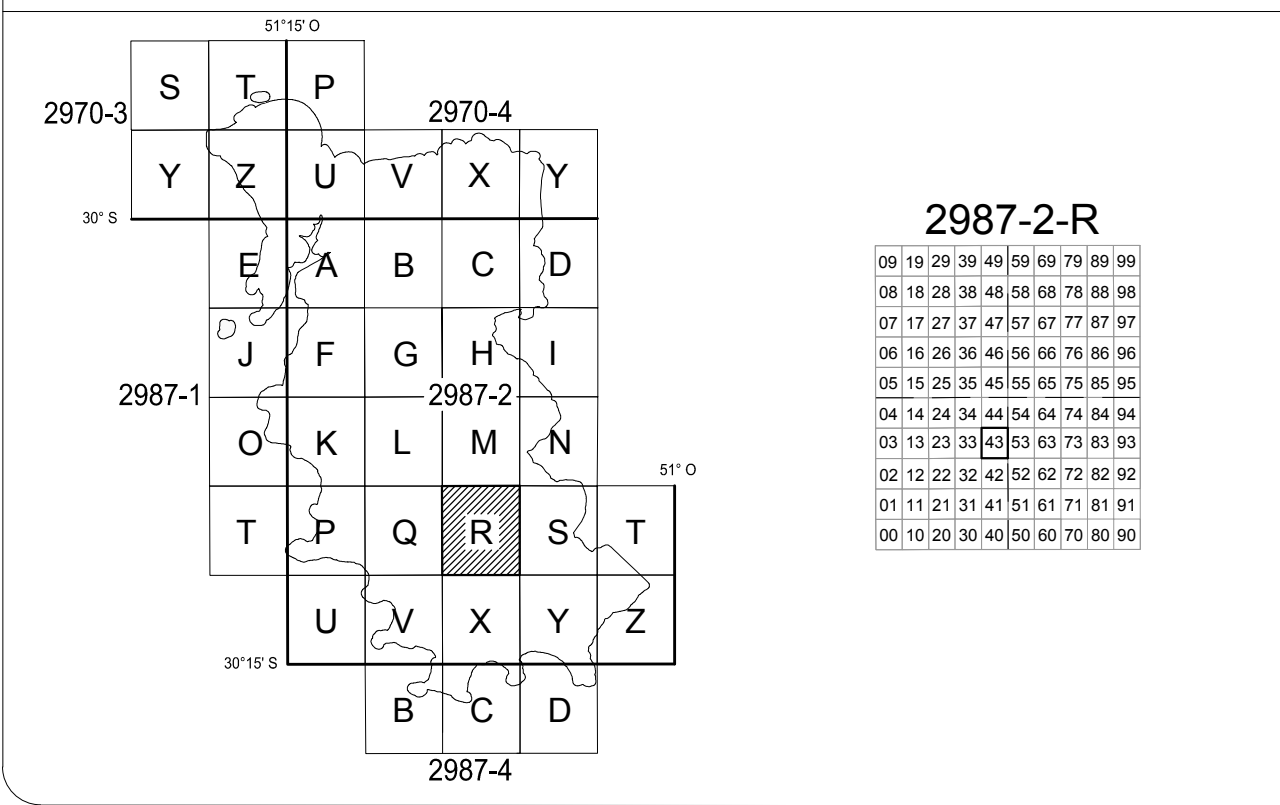 51°15' O
S T P
2970-3 2970-4
Y Z U V X Y
30° S
E A B C D
J F G H I
2987-1 2987-2
O K L M N
51° O
T P Q R S T
U V X Y Z
30°15' S
B C D
2987-4
2987-2-R
09 19 29 39 49 59 69 79 89 99
08 18 28 38 48 58 68 78 88 98
07 17 27 37 47 57 67 77 87 97
06 16 26 36 46 56 66 76 86 96
05 15 25 35 45 55 65 75 85 95
04 14 24 34 44 54 64 74 84 94
03 13 23 33 43 53 63 73 83 93
02 12 22 32 42 52 62 72 82 92
01 11 21 31 41 51 61 71 81 91
00 10 20 30 40 50 60 70 80 90